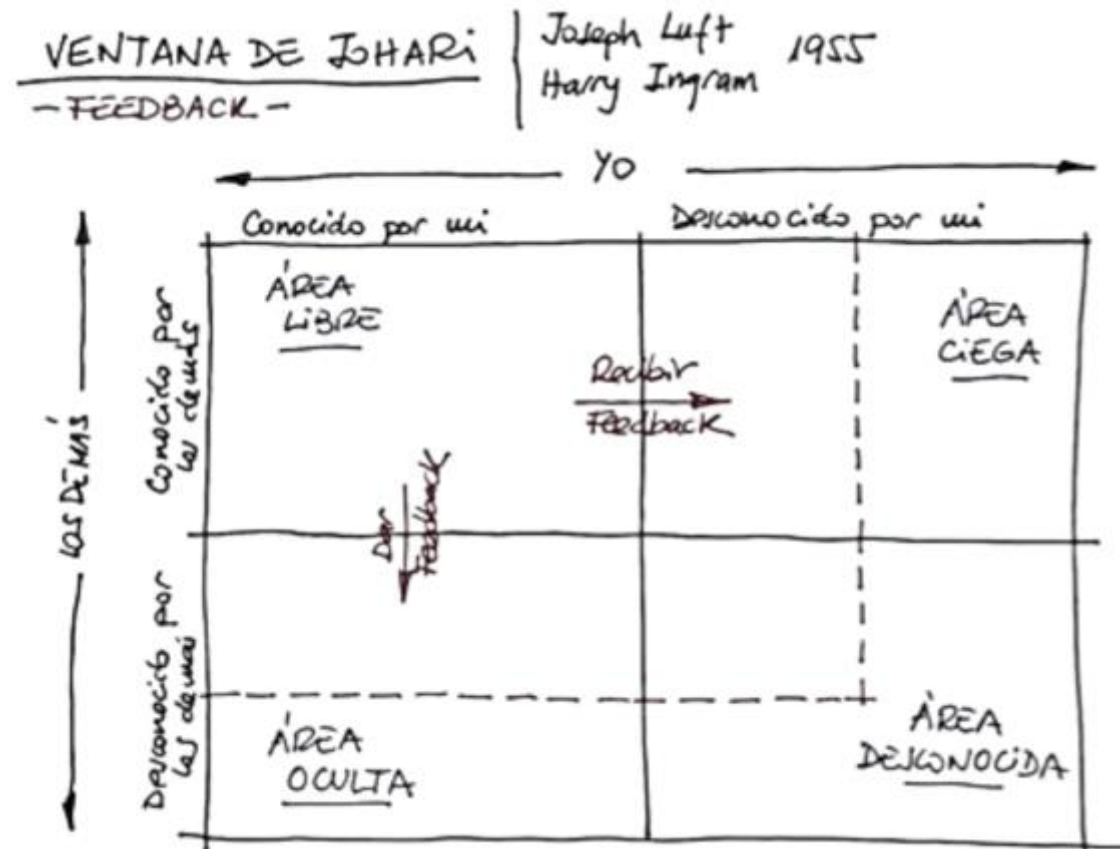 VENTANA DE JOHARI
- FEEDBACK -
Joseph Luft
Harry Ingram
1955
YO
Conocido por mi
Desconocido por mi
LOS DEMÁS
Conocido por
los demás
Desconocido por
los demás
ÁREA
LIBRE
ÁREA
CIEGA
Recibir
Feedback
Dar
Feedback
ÁREA
OCULTA
ÁREA
DESCONOCIDA